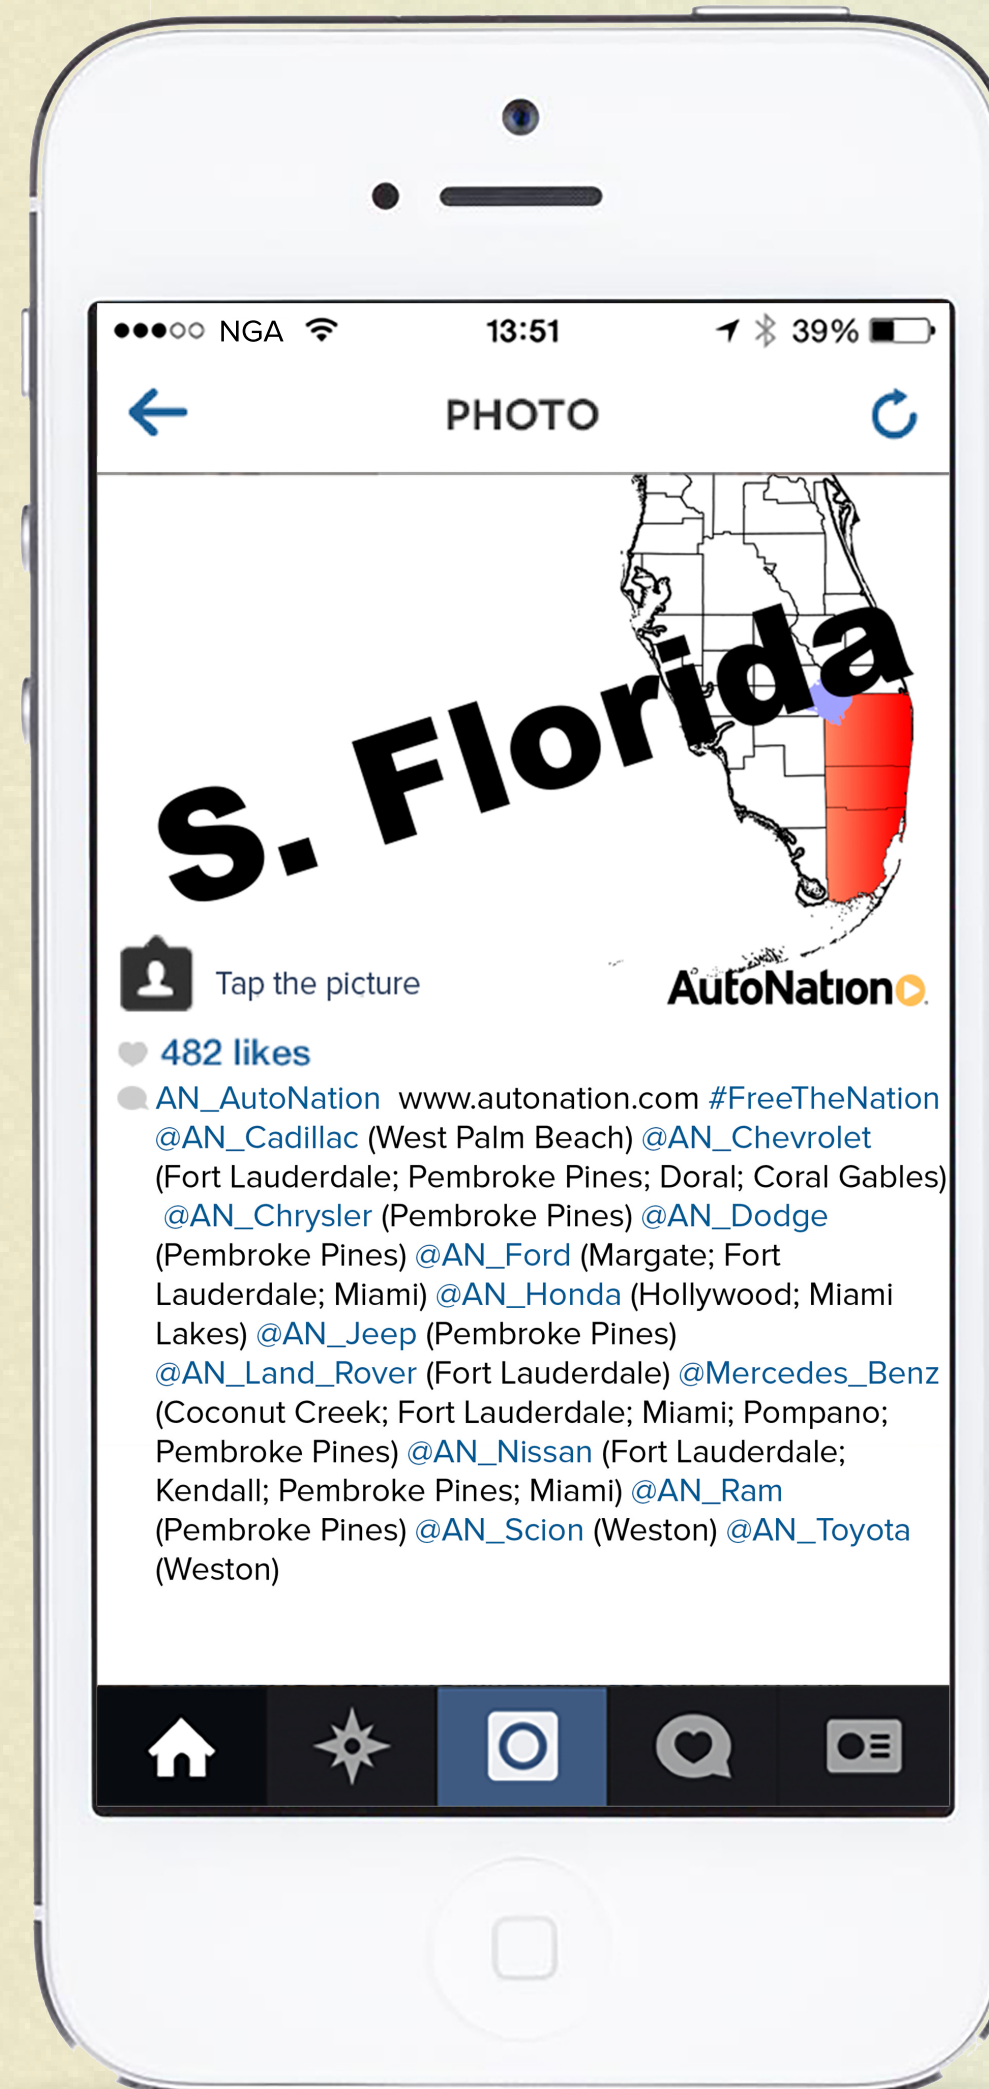 NGA 13:51 39%
PHOTO
S. Florida
Tap the picture
AutoNation
482 likes
AN_AutoNation www.autonation.com #FreeTheNation
@AN_Cadillac (West Palm Beach) @AN_Chevrolet
(Fort Lauderdale; Pembroke Pines; Doral; Coral Gables)
@AN_Chrysler (Pembroke Pines) @AN_Dodge
(Pembroke Pines) @AN_Ford (Margate; Fort
Lauderdale; Miami) @AN_Honda (Hollywood; Miami
Lakes) @AN_Jeep (Pembroke Pines)
@AN_Land_Rover (Fort Lauderdale) @Mercedes_Benz
(Coconut Creek; Fort Lauderdale; Miami; Pompano;
Pembroke Pines) @AN_Nissan (Fort Lauderdale;
Kendall; Pembroke Pines; Miami) @AN_Ram
(Pembroke Pines) @AN_Scion (Weston) @AN_Toyota
(Weston)